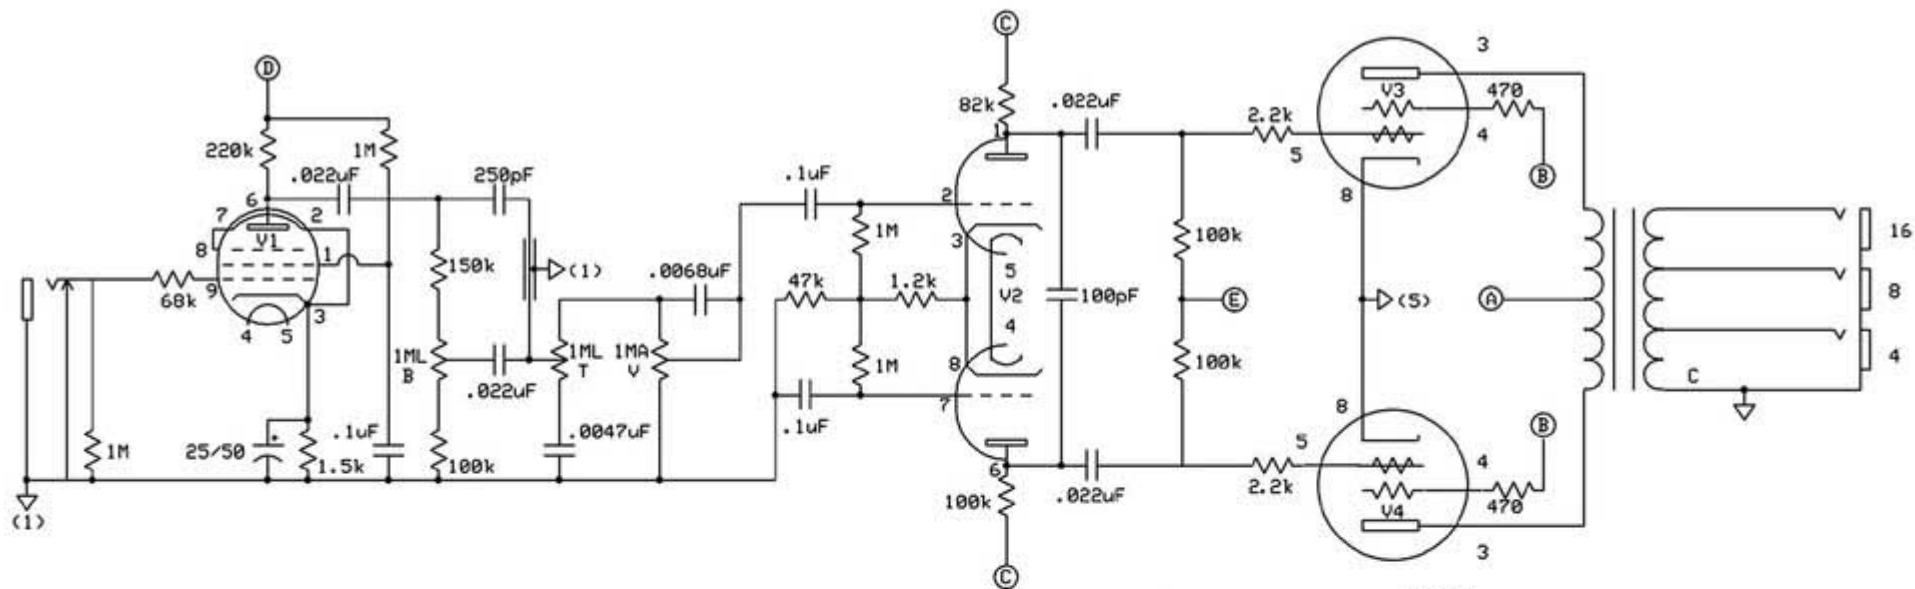 C
3
D
82k
.022uF
V3
470
220k
1M
1
2.2k
4
5
.022uF
250pF
.1uF
B
6
7
2
2
8
V1
8
1
1M
100k
16
3
150k
(1)
.0068uF
5
9
68k
47k
1.2k
V2
100pF
E
(5)
A
8
3
4
5
4
1ML
B
1ML
T
1MA
V
1M
8
100k
4
.022uF
C
7
8
.1uF
.0047uF
.1uF
B
25/50
+
1M
1.5k
100k
5
4
6
2.2k
100k
.022uF
470
V4
(1)
3
C